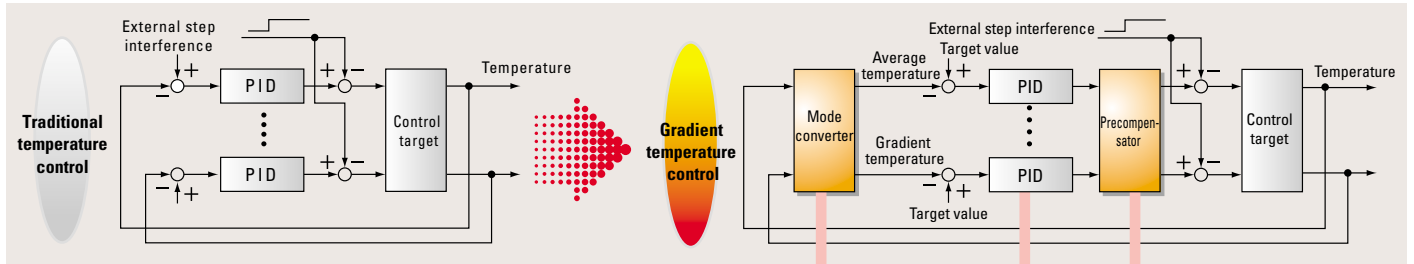 Traditional
temperature
control
External step
interference
+
−
PID
+
−
Control
target
Temperature
−
+
PID
+
−
Gradient
temperature
control
Mode
converter
Average
temperature
External step interference
Target value
+
−
PID
Precompen-
sator
+
−
Control
target
Temperature
Gradient
temperature
−
+
Target value
PID
+
−